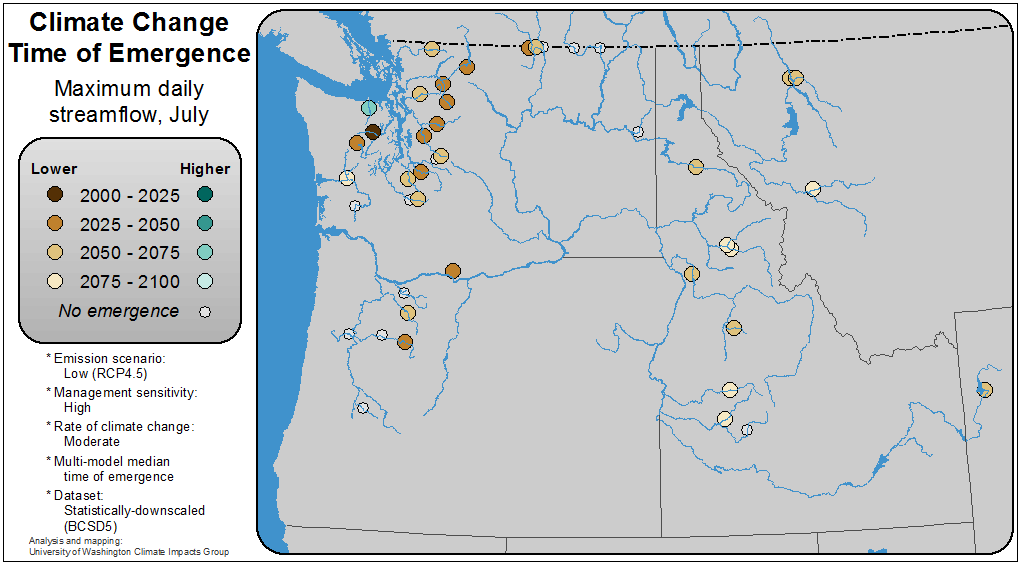 Climate Change
Time of Emergence
Maximum daily
streamflow, July
Lower Higher
2000 - 2025
2025 - 2050
2050 - 2075
2075 - 2100
No emergence
* Emission scenario:
Low (RCP4.5)
* Management sensitivity:
High
* Rate of climate change:
Moderate
* Multi-model median
time of emergence
* Dataset:
Statistically-downscaled
(BCSD5)
Analysis and mapping:
University of Washington Climate Impacts Group